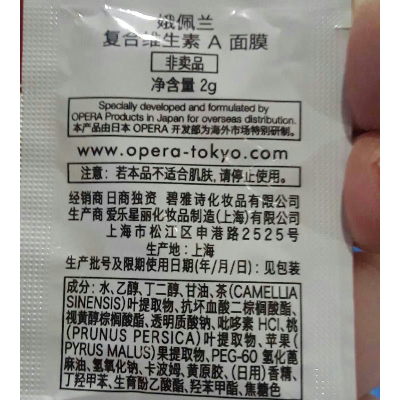 娥佩兰
复合维生素 A 面膜
非卖品
净含量 2g
Specially developed and formulated by
OPERA Products in Japan for overseas distribution.
本产品由日本 OPERA 开发部为海外市场特别研制。
www.opera-tokyo.com
注意：若本品不适合肌肤,请停止使用。
经销商 日商独资 碧雅诗化妆品有限公司
生产商 爱乐星丽化妆品制造(上海)有限公司
上海市松江区申港路2525号
生产地：上海
生产批号及限期使用日期(年/月/日)：见包装
成分：水、乙醇、丁二醇、甘油、茶(CAMELLIA
SINENSIS)叶提取物、抗坏血酸二棕榈酸酯、
视黄醇棕榈酸酯、透明质酸钠、吡哆素 HCl、桃
(PRUNUS PERSICA)叶提取物、苹果(
PYRUS MALUS)果提取物、PEG-60 氢化蓖
麻油、氢氧化钠、卡波姆、黄原胶、(日用)香精、
丁羟甲苯、生育酚乙酸酯、羟苯甲酯、焦糖色